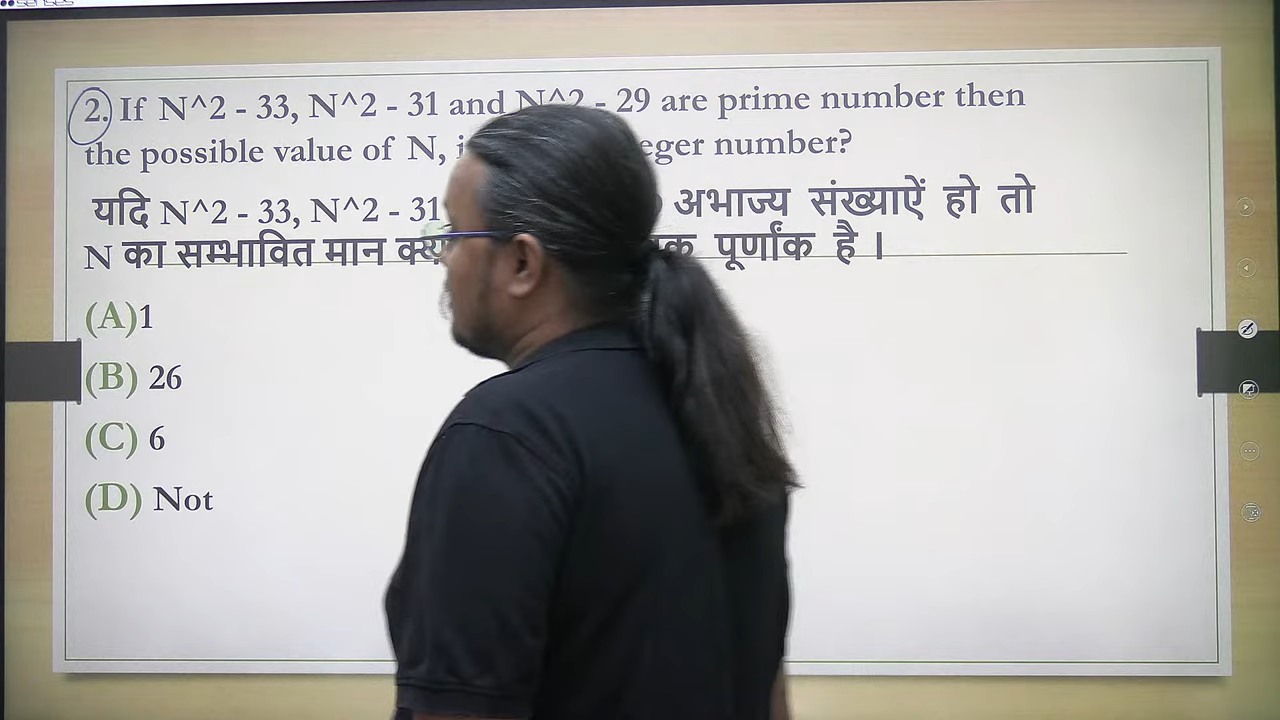 2. If N^2 - 33, N^2 - 31 and N^2 - 29 are prime number then
the possible value of N, number?
यदि N^2 - 33, N^2 - 31 अभाज्य संख्याऐं हो तो
N का सम्भावित मान पूर्णांक है ।
(A)1
(B) 26
(C) 6
(D) Not